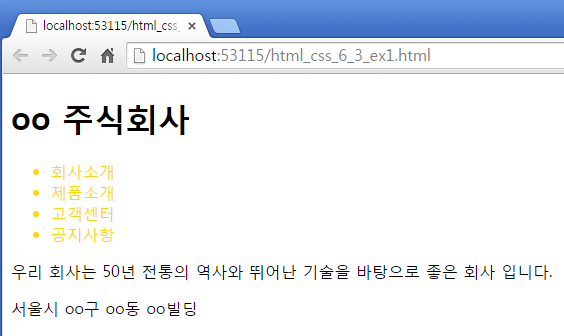 localhost:53115/html_css_
localhost:53115/html_css_6_3_ex1.html
oo 주식회사
회사소개
제품소개
고객센터
공지사항
우리 회사는 50년 전통의 역사와 뛰어난 기술을 바탕으로 좋은 회사 입니다.
서울시 oo구 oo동 oo빌딩